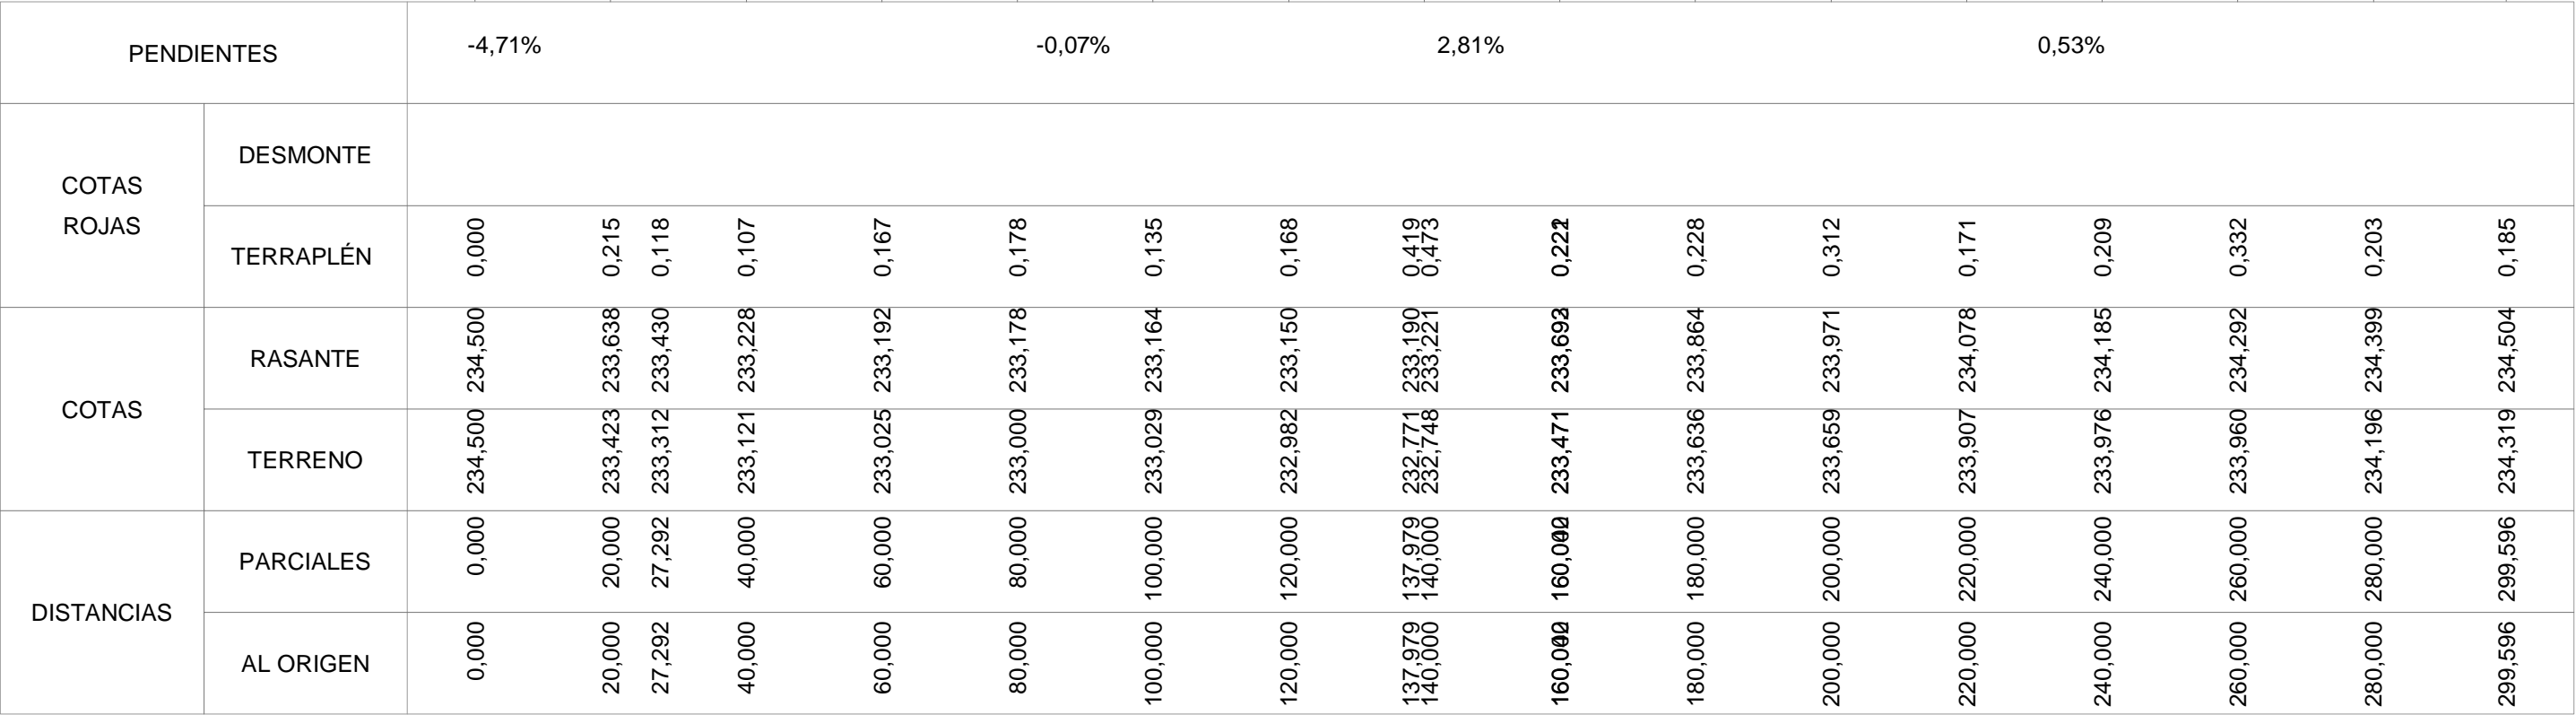 PENDIENTES -4,71% -0,07% 2,81% 0,53%
COTAS
ROJAS
DESMONTE
TERRAPLÉN 0,000 0,215 0,118 0,107 0,167 0,178 0,135 0,168 0,419 0,473 0,228 0,312 0,171 0,209 0,332 0,203 0,185
COTAS
RASANTE 234,500 233,638 233,430 233,228 233,192 233,178 233,164 233,150 233,190 233,221 233,864 233,971 234,078 234,185 234,292 234,399 234,504
TERRENO 234,500 233,423 233,312 233,121 233,025 233,000 233,029 232,982 232,771 232,748 233,471 233,636 233,659 233,907 233,976 233,960 234,196 234,319
DISTANCIAS
PARCIALES 0,000 20,000 27,292 40,000 60,000 80,000 100,000 120,000 137,979 140,000 180,000 200,000 220,000 240,000 260,000 280,000 299,596
AL ORIGEN 0,000 20,000 27,292 40,000 60,000 80,000 100,000 120,000 137,979 140,000 180,000 200,000 220,000 240,000 260,000 280,000 299,596